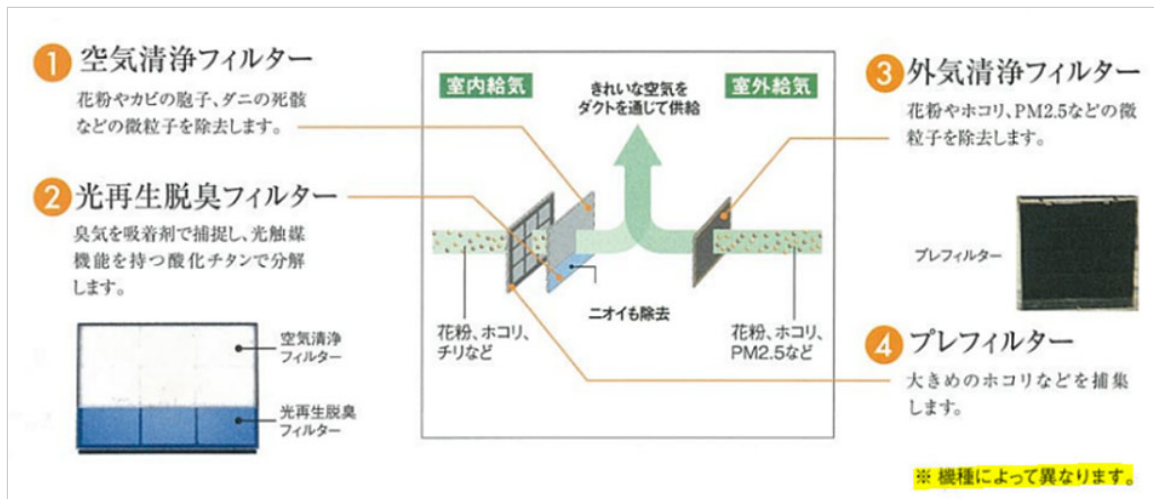 1 空気清浄フィルター
花粉やカビの胞子、ダニの死骸
などの微粒子を除去します。
2 光再生脱臭フィルター
臭気を吸着剤で捕捉し、光触媒
機能を持つ酸化チタンで分解
します。
空気清浄
フィルター
光再生脱臭
フィルター
室内給気
きれいな空気を
ダクトを通じて供給
室外給気
ニオイも除去
花粉、ホコリ、
チリなど
花粉、ホコリ、
PM2.5など
3 外気清浄フィルター
花粉やホコリ、PM2.5などの微
粒子を除去します。
プレフィルター
4 プレフィルター
大きめのホコリなどを捕集
します。
※ 機種によって異なります。